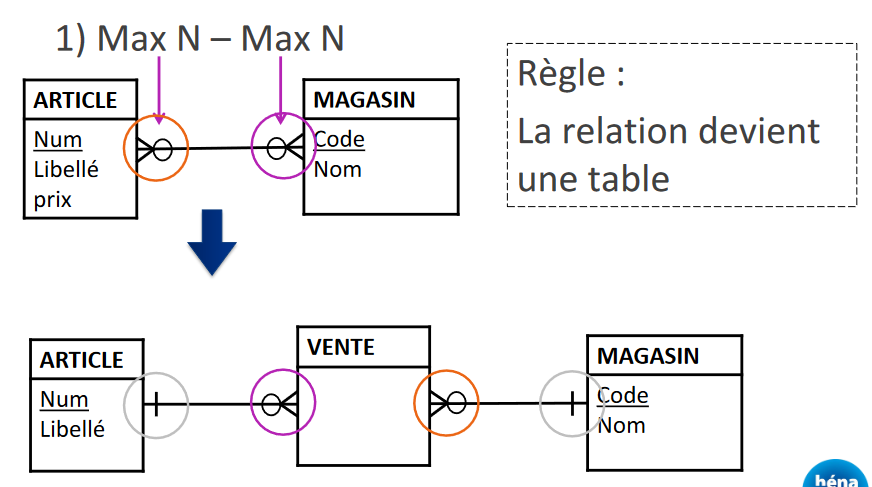 1) Max N – Max N
Règle :
La relation devient
une table
ARTICLE
Num
Libellé
prix
MAGASIN
Code
Nom
ARTICLE
Num
Libellé
VENTE
MAGASIN
Code
Nom
héna